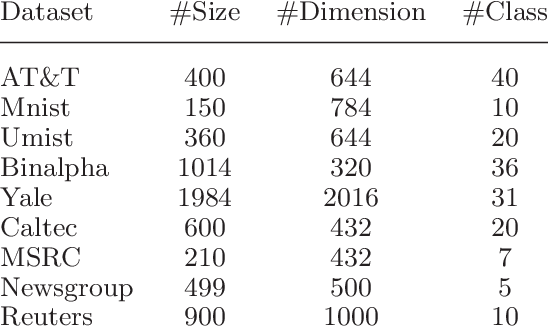 Dataset #Size #Dimension #Class
AT&T 400 644 40
Mnist 150 784 10
Umist 360 644 20
Binalpha 1014 320 36
Yale 1984 2016 31
Caltec 600 432 20
MSRC 210 432 7
Newsgroup 499 500 5
Reuters 900 1000 10